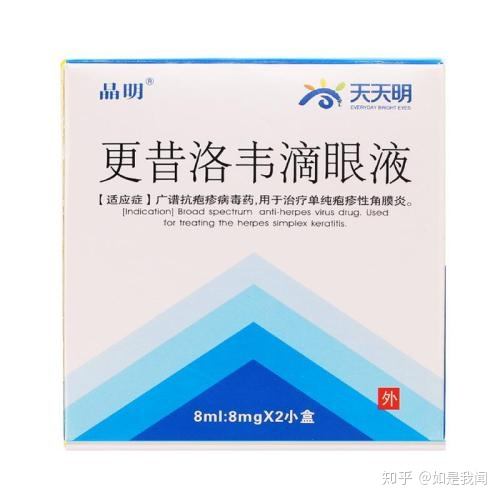 晶明®
天天明
EVERYDAY BRIGHT EYES
更昔洛韦滴眼液
【适应症】广谱抗疱疹病毒药,用于治疗单纯疱疹性角膜炎。
[Indication] Broad spectrum anti-herpes virus drug. Used
for treating the herpes simplex keratitis.
外
8ml:8mgX2小盒
知乎 @如是我闻